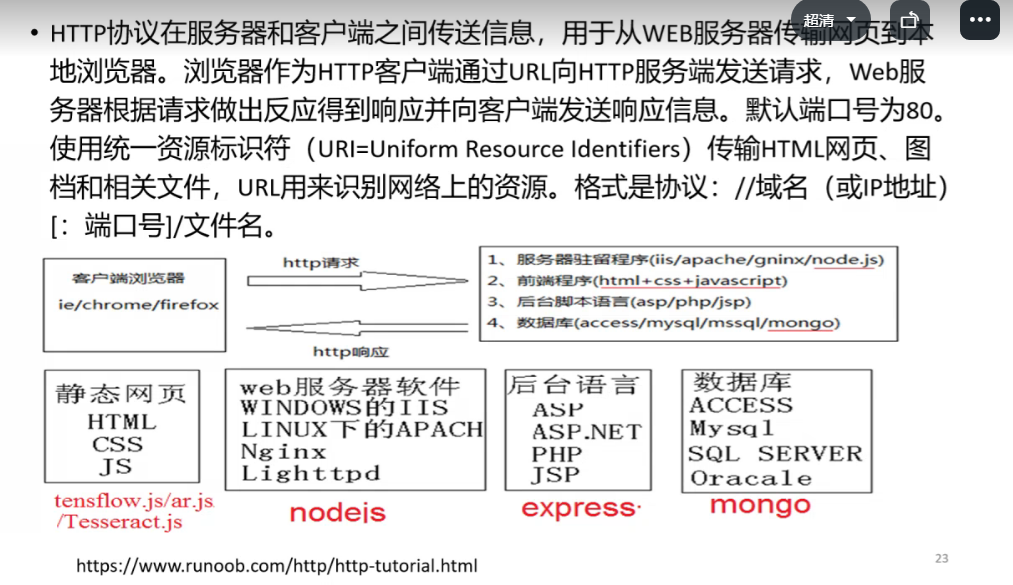 超清
• HTTP协议在服务器和客户端之间传送信息，用于从WEB服务器传输网页到本
地浏览器。浏览器作为HTTP客户端通过URL向HTTP服务端发送请求，Web服
务器根据请求做出反应得到响应并向客户端发送响应信息。默认端口号为80。
使用统一资源标识符（URI=Uniform Resource Identifiers）传输HTML网页、图
档和相关文件，URL用来识别网络上的资源。格式是协议：//域名（或IP地址）
[：端口号]/文件名。
客户端浏览器
ie/chrome/firefox
http请求
http响应
1、服务器驻留程序(iis/apache/gninx/node.js)
2、前端程序(html+css+javascript)
3、后台脚本语言(asp/php/jsp)
4、数据库(access/mysql/mssql/mongo)
静态网页
HTML
CSS
JS
tensflow.js/ar.js
/Tesseract.js
web服务器软件
WINDOWS的IIS
LINUX下的APACH
Nginx
Lighttpd
nodejs
后台语言
ASP
ASP.NET
PHP
JSP
express·
数据库
ACCESS
Mysql
SQL SERVER
Oracale
mongo
https://www.runoob.com/http/http-tutorial.html
23